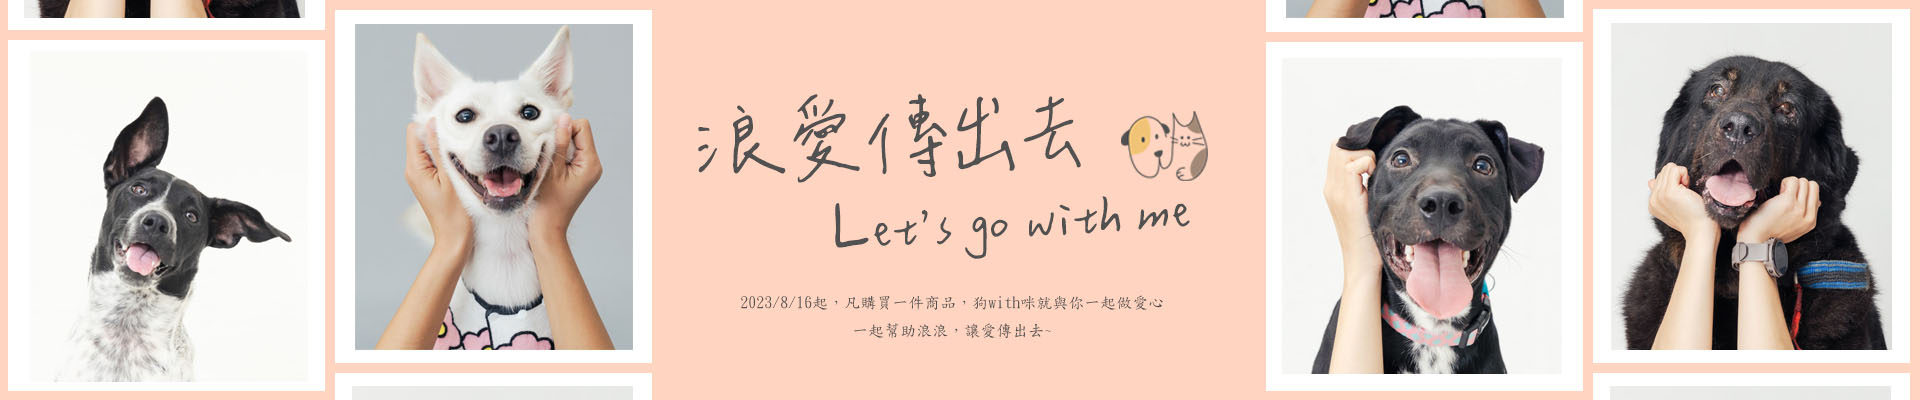 浪愛傳出去
Let's go with me
2023/8/16起，凡購買一件商品，狗with咪就與你一起做愛心
一起幫助浪浪，讓愛傳出去~